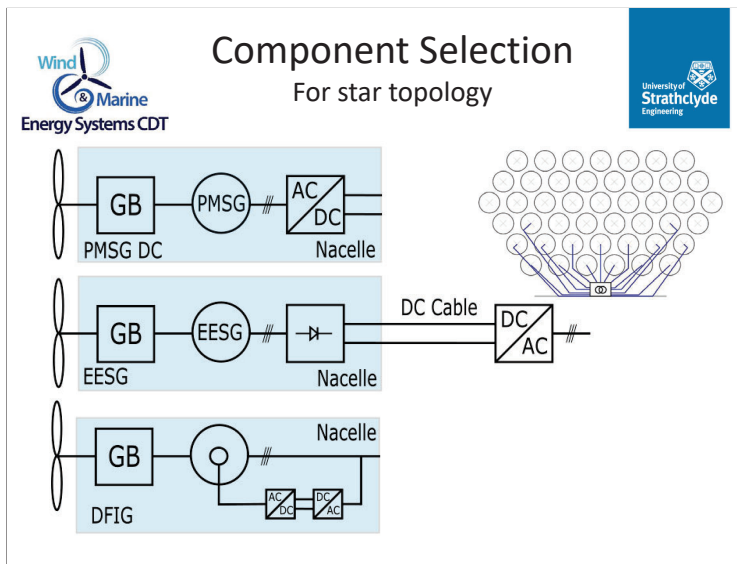 Component Selection
For star topology
Wind
& Marine
Energy Systems CDT
University of
Strathclyde
Engineering
GB
PMSG
AC
DC
PMSG DC
Nacelle
GB
EESG
DC Cable
DC
AC
EESG
Nacelle
Nacelle
GB
AC
DC
DC
AC
DFIG